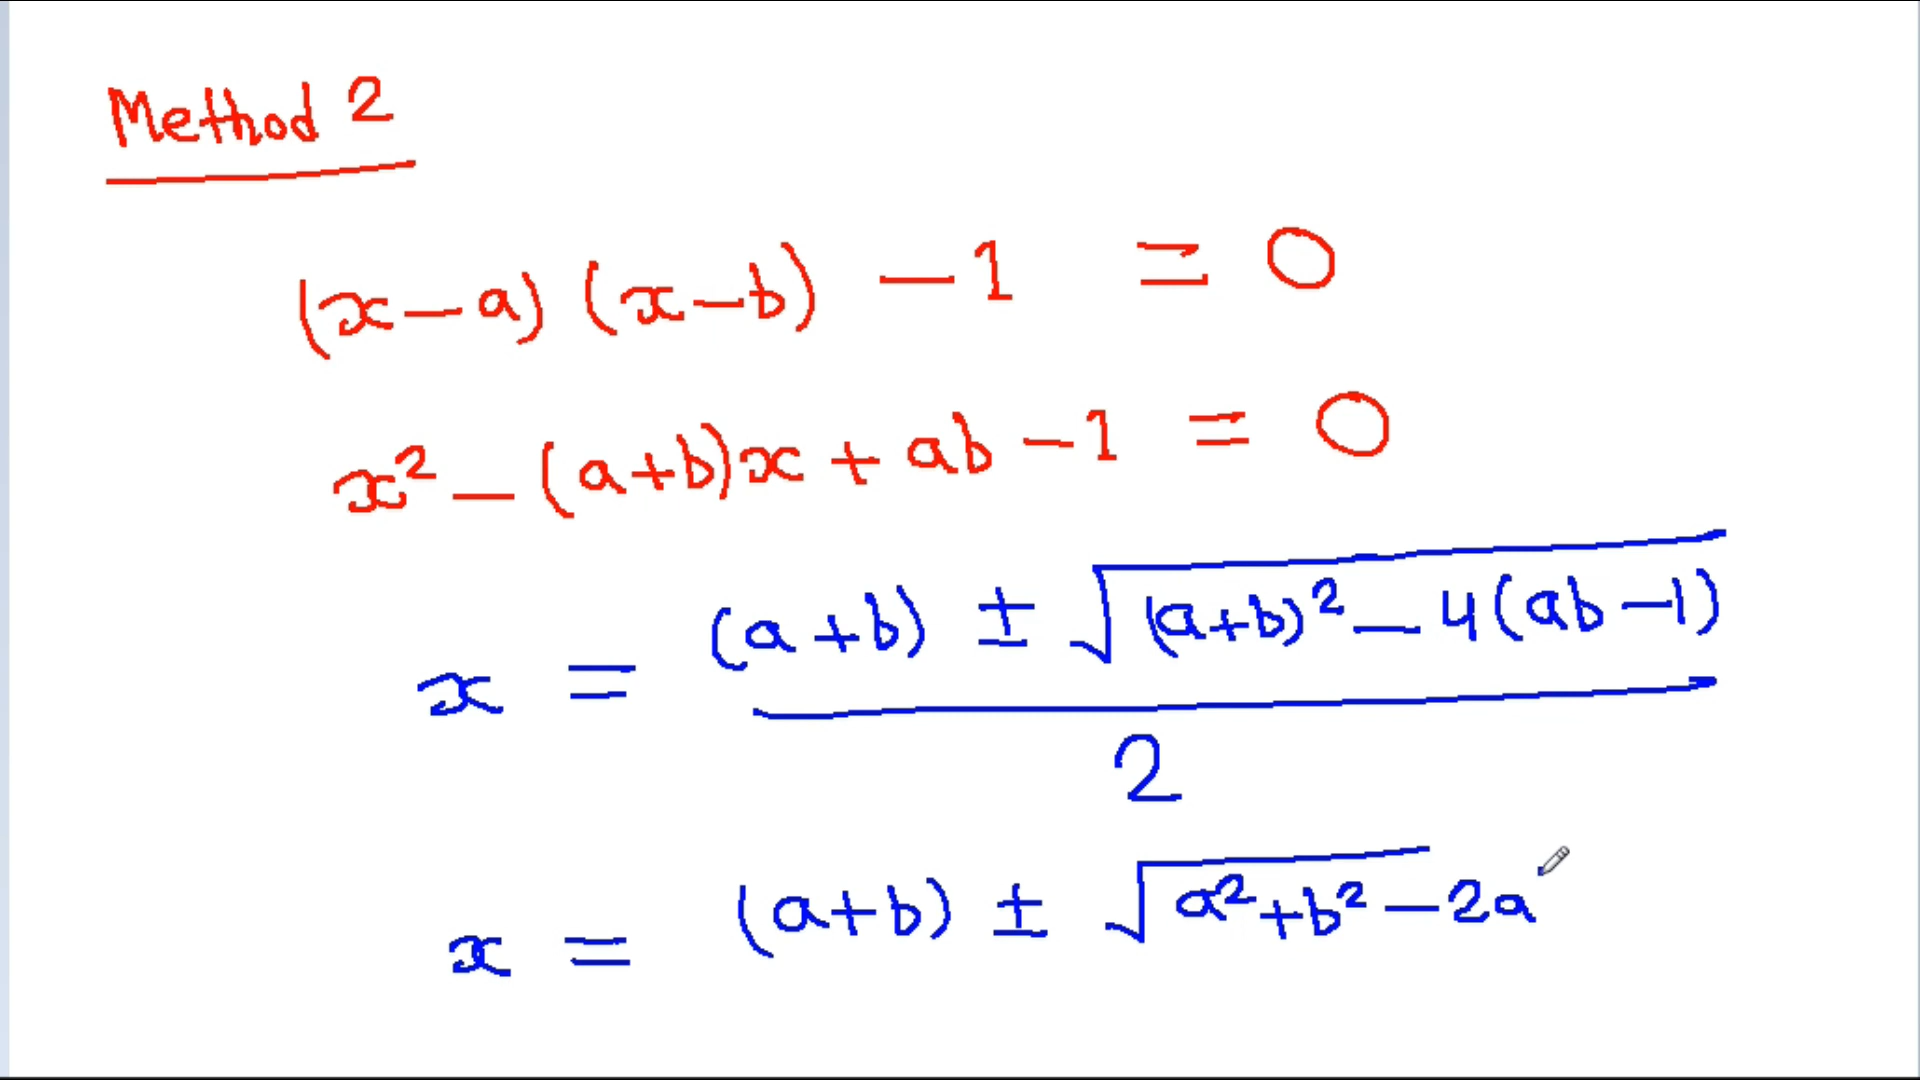 Method 2
(x-a) (x-b) - 1 = 0
x² - (a+b)x + ab - 1 = 0
x = ((a+b) ± √((a+b)² - 4(ab-1))) / 2
x = (a+b) ± √(a²+b² - 2a